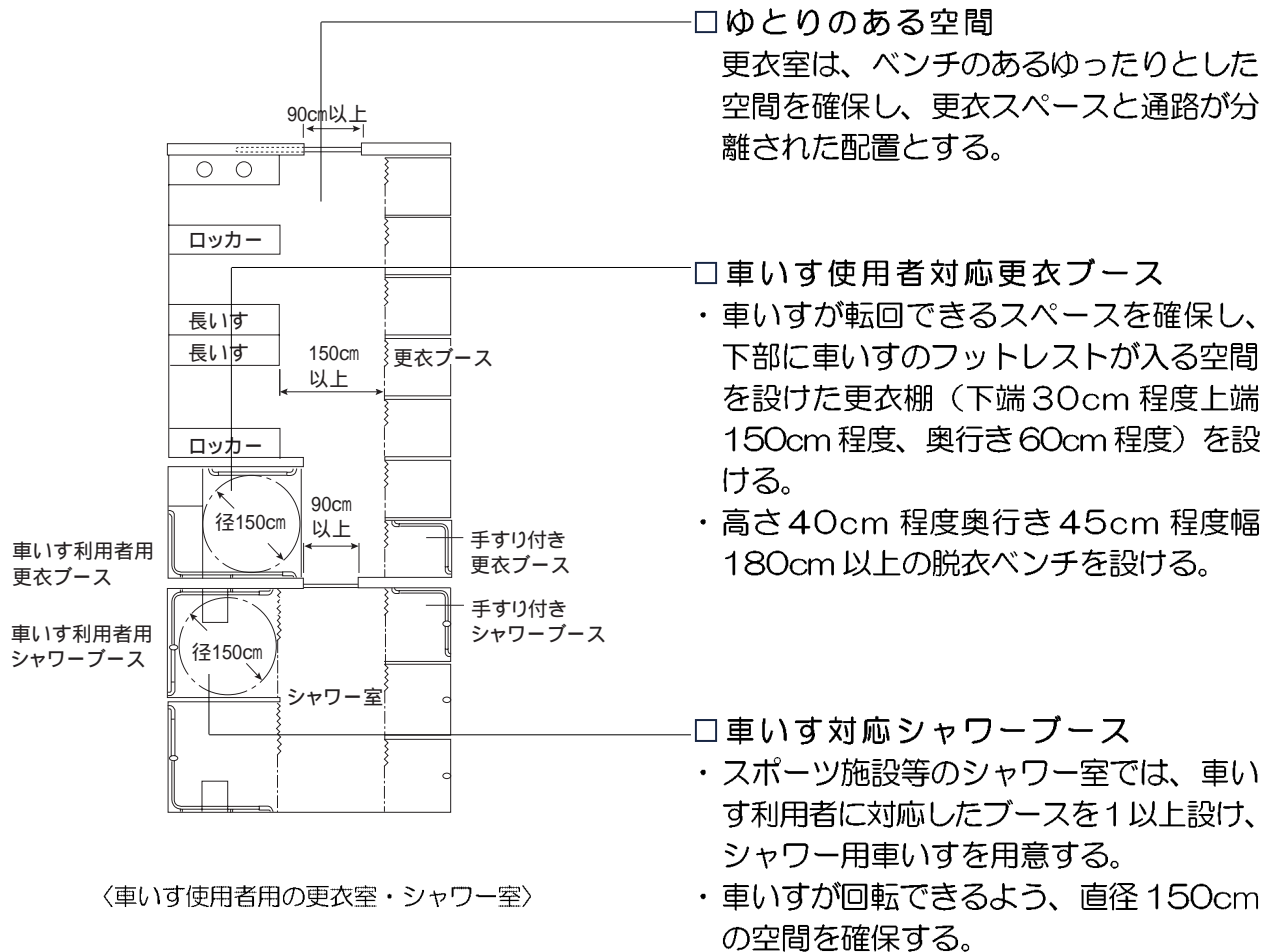 □ゆとりのある空間
更衣室は、ベンチのあるゆったりとした
空間を確保し、更衣スペースと通路が分
離された配置とする。
□車いす使用者対応更衣ブース
・車いすが転回できるスペースを確保し、
下部に車いすのフットレストが入る空間
を設けた更衣棚（下端30cm 程度上端
150cm 程度、奥行き60cm 程度）を設
ける。
・高さ40cm 程度奥行き45cm 程度幅
180cm 以上の脱衣ベンチを設ける。
□車いす対応シャワーブース
・スポーツ施設等のシャワー室では、車い
す利用者に対応したブースを1以上設け、
シャワー用車いすを用意する。
・車いすが回転できるよう、直径150cm
の空間を確保する。
90cm以上
ロッカー
長いす
長いす
150cm
以上
更衣ブース
ロッカー
径150cm
90cm
以上
車いす利用者用
更衣ブース
手すり付き
更衣ブース
車いす利用者用
シャワーブース
径150cm
手すり付き
シャワーブース
シャワー室
〈車いす使用者用の更衣室・シャワー室〉